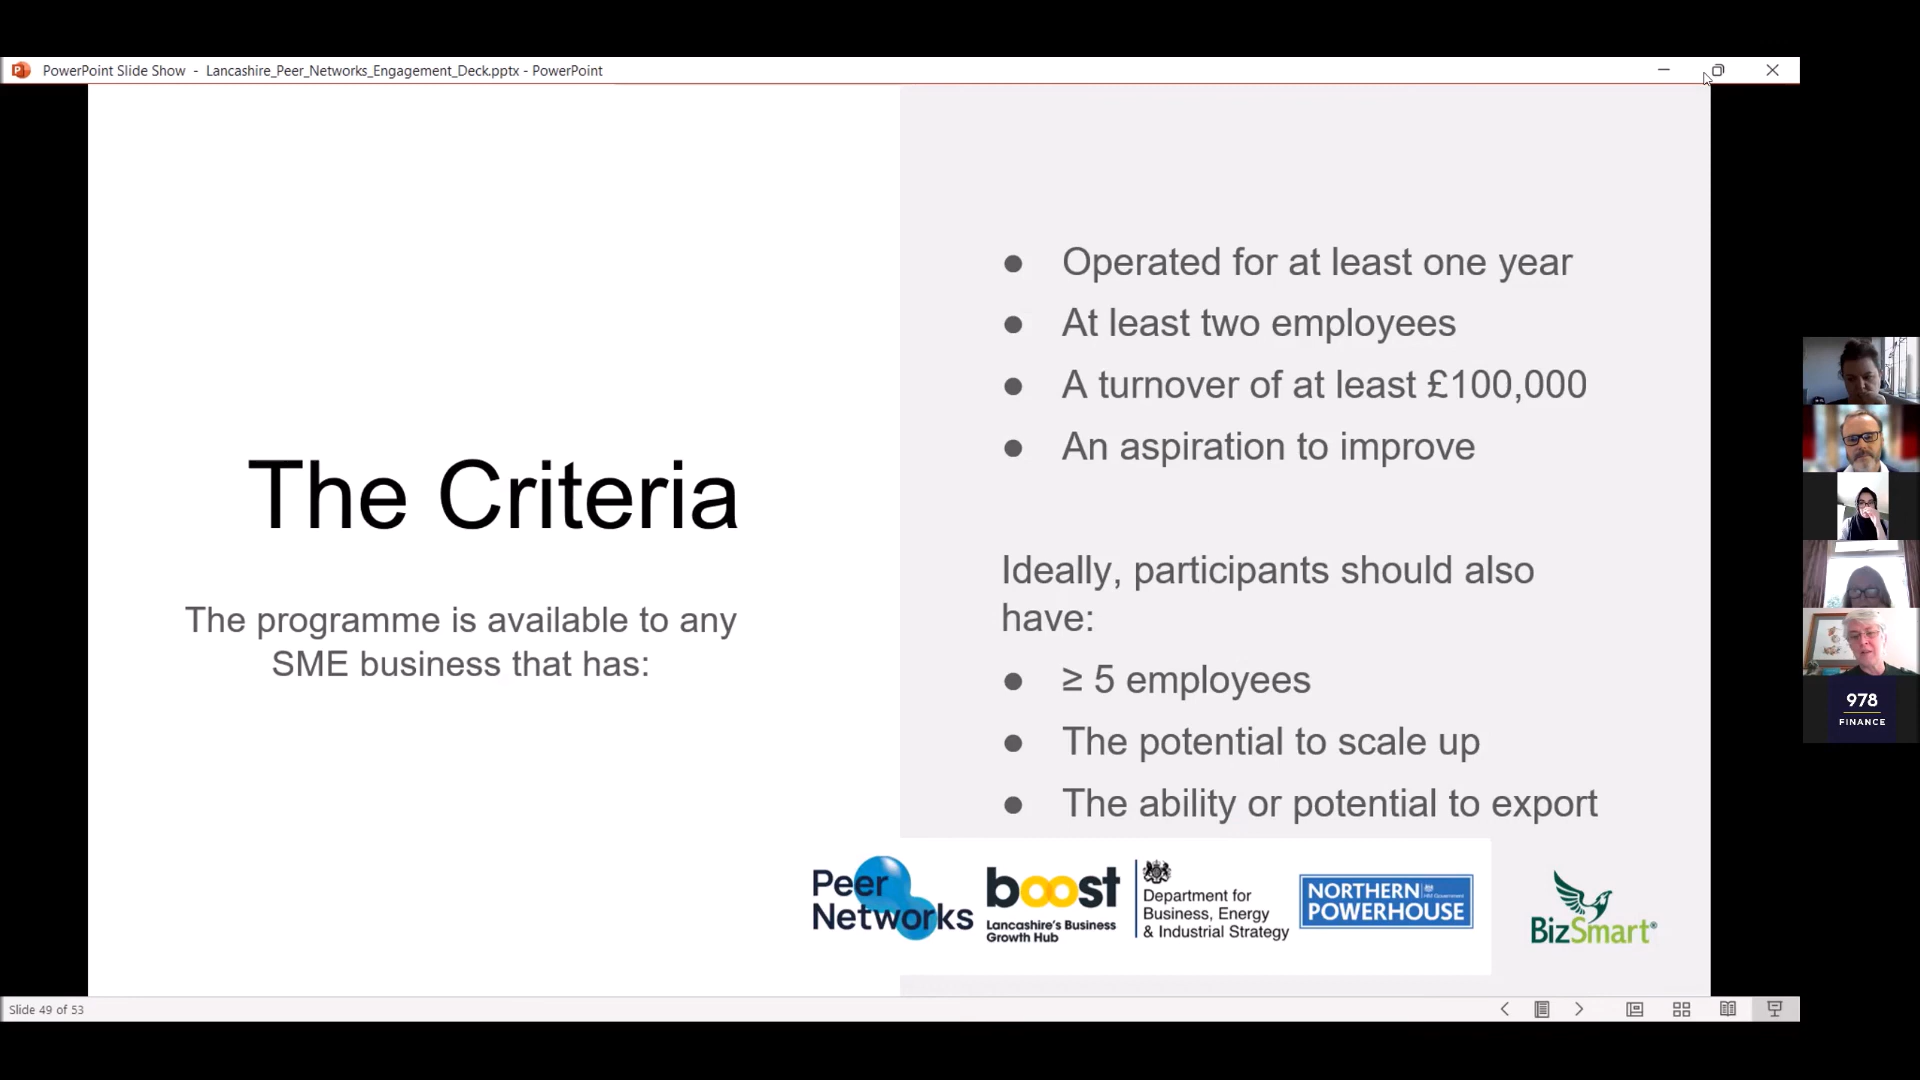 PowerPoint Slide Show - Lancashire_Peer_Networks_Engagement_Deck.pptx - PowerPoint
The Criteria
The programme is available to any
SME business that has:
● Operated for at least one year
● At least two employees
● A turnover of at least £100,000
● An aspiration to improve
Ideally, participants should also
have:
● ≥ 5 employees
● The potential to scale up
● The ability or potential to export
Peer
Networks
boost
Lancashire's Business
Growth Hub
Department for
Business, Energy
& Industrial Strategy
NORTHERN
POWERHOUSE
BizSmart®
978
FINANCE
Slide 49 of 53